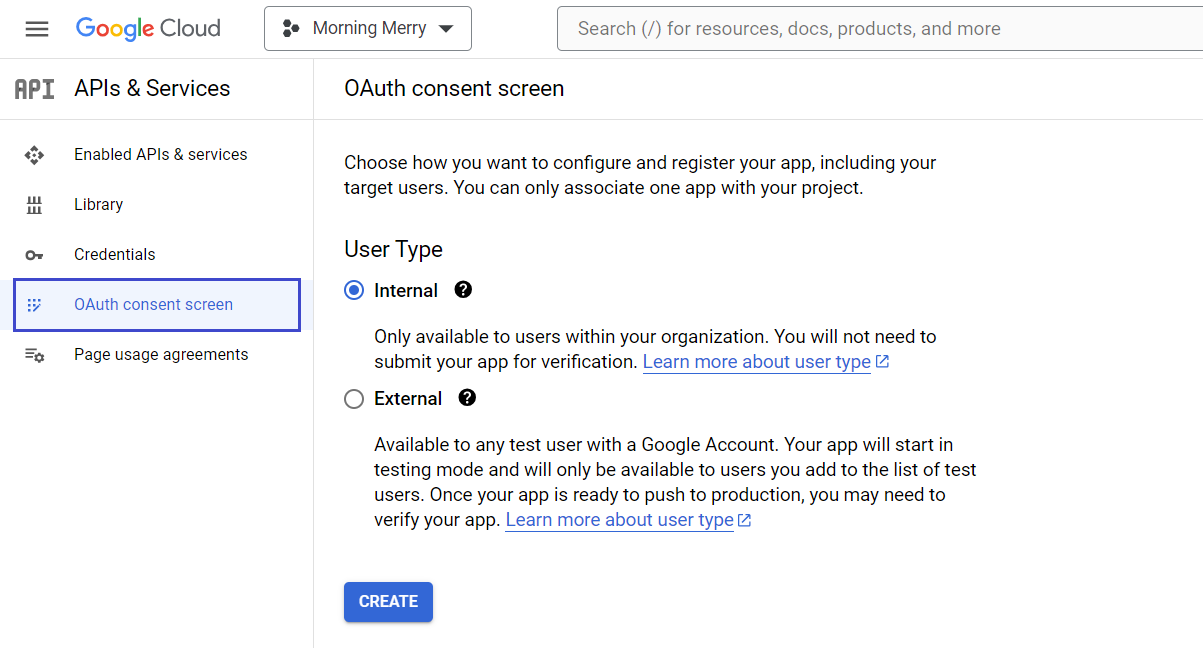 Google Cloud
Morning Merry
Search (/) for resources, docs, products, and more
API
APIs & Services
Enabled APIs & services
Library
Credentials
OAuth consent screen
Page usage agreements
OAuth consent screen
Choose how you want to configure and register your app, including your
target users. You can only associate one app with your project.
User Type
Internal ?
Only available to users within your organization. You will not need to
submit your app for verification. Learn more about user type
External ?
Available to any test user with a Google Account. Your app will start in
testing mode and will only be available to users you add to the list of test
users. Once your app is ready to push to production, you may need to
verify your app. Learn more about user type
CREATE